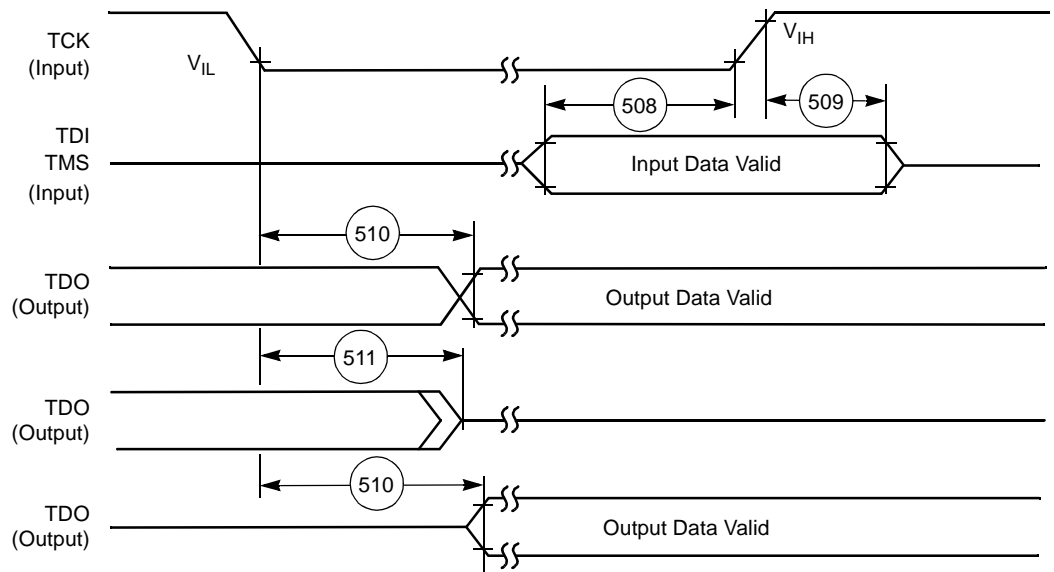 TCK
(Input)
V_IL
V_IH
508
509
TDI
TMS
(Input)
Input Data Valid
510
TDO
(Output)
Output Data Valid
511
TDO
(Output)
510
TDO
(Output)
Output Data Valid